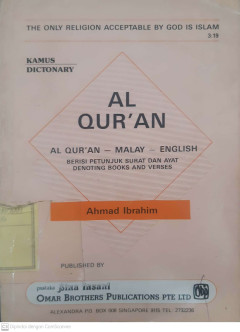 THE ONLY RELIGION ACCEPTABLE BY GOD IS ISLAM
3:19
KAMUS
DICTONARY
AL
QUR'AN
AL QUR'AN – MALAY – ENGLISH
BERISI PETUNJUK SURAT DAN AYAT
DENOTING BOOKS AND VERSES
Ahmad Ibrahim
PUBLISHED BY
OMAR BROTHERS PUBLICATIONS PTE LTD